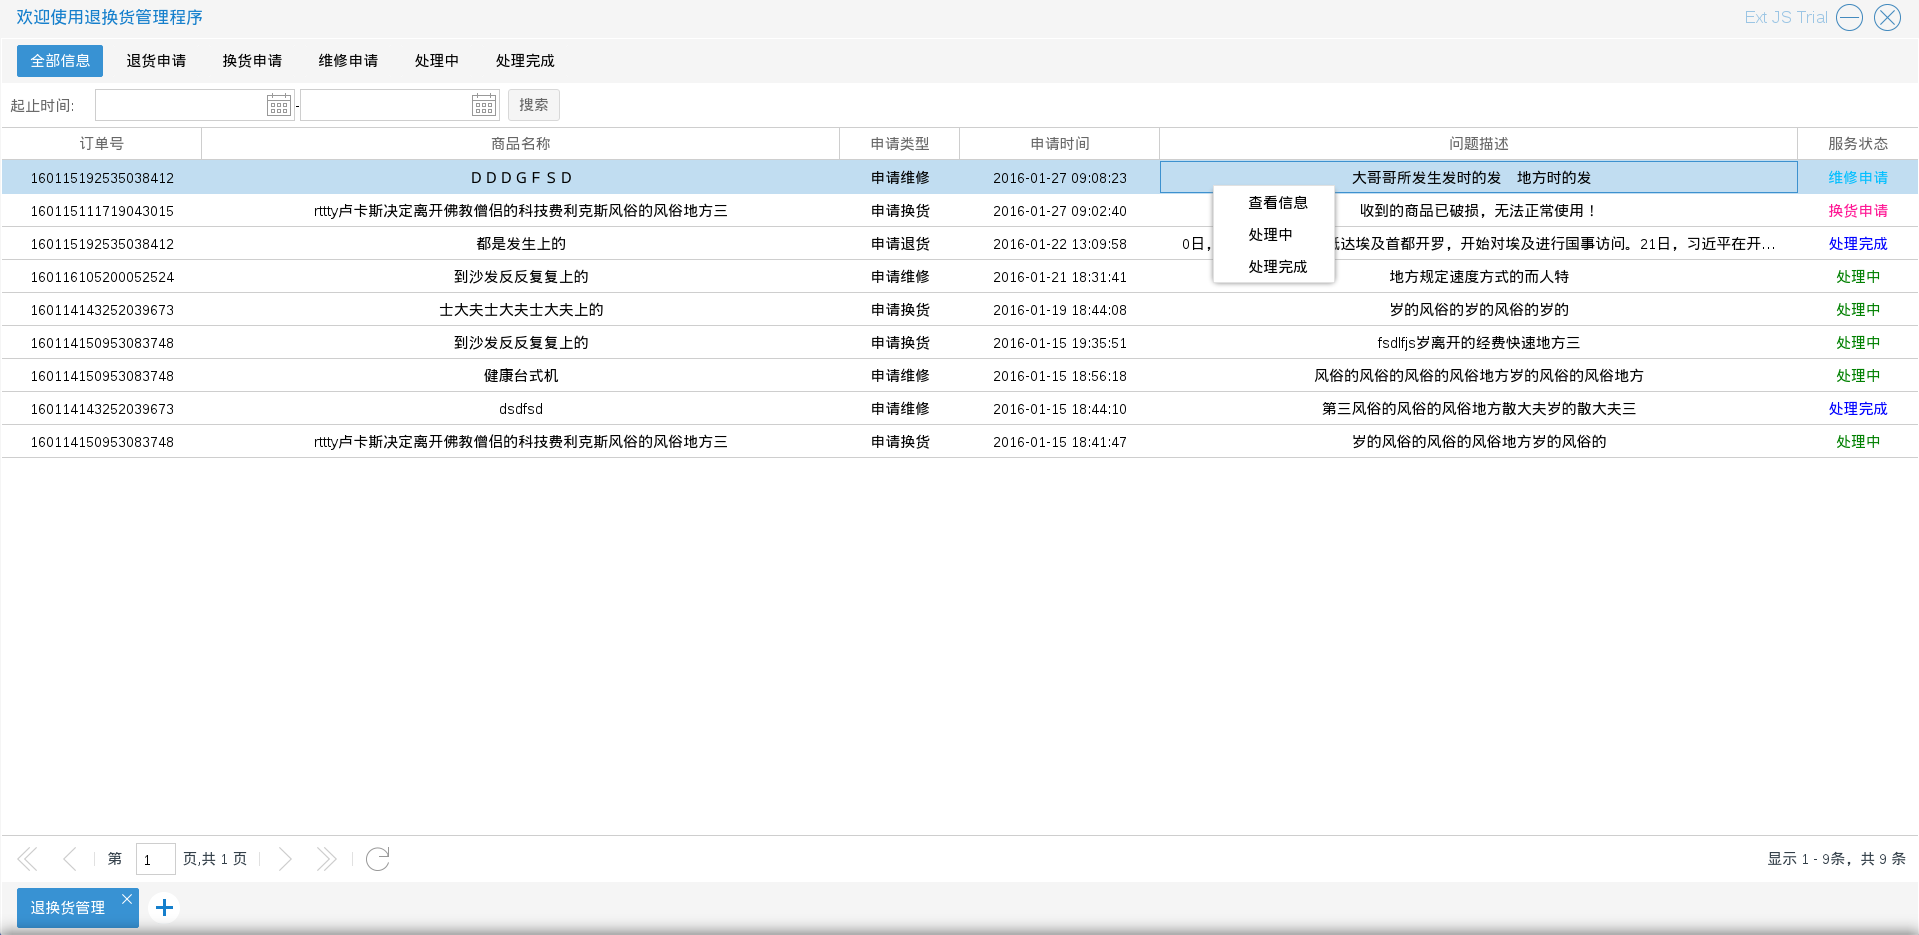 欢迎使用退换货管理程序 Ext JS Trial
全部信息 退货申请 换货申请 维修申请 处理中 处理完成
起止时间: - 搜索
订单号 商品名称 申请类型 申请时间 问题描述 服务状态
160115192535038412 ＤＤＤＧＦＳＤ 申请维修 2016-01-27 09:08:23 大哥哥所发生发时的发　地方时的发 维修申请
160115111719043015 rttty卢卡斯决定离开佛教僧侣的科技费利克斯风俗的风俗地方三 申请换货 2016-01-27 09:02:40 收到的商品已破损，无法正常使用！ 换货申请
160115192535038412 都是发生上的 申请退货 2016-01-22 13:09:58 0日， 达埃及首都开罗，开始对埃及进行国事访问。21日，习近平在开... 处理完成
160116105200052524 到沙发反反复复上的 申请维修 2016-01-21 18:31:41 地方规定速度方式的而人特 处理中
160114143252039673 士大夫士大夫士大夫上的 申请换货 2016-01-19 18:44:08 岁的风俗的岁的风俗的岁的 处理中
160114150953083748 到沙发反反复复上的 申请换货 2016-01-15 19:35:51 fsdlfjs岁离开的经费快速地方三 处理中
160114150953083748 健康台式机 申请维修 2016-01-15 18:56:18 风俗的风俗的风俗的风俗地方岁的风俗的风俗地方 处理中
160114143252039673 dsdfsd 申请维修 2016-01-15 18:44:10 第三风俗的风俗的风俗地方散大夫岁的散大夫三 处理完成
160114150953083748 rttty卢卡斯决定离开佛教僧侣的科技费利克斯风俗的风俗地方三 申请换货 2016-01-15 18:41:47 岁的风俗的风俗的风俗地方岁的风俗的 处理中
查看信息
处理中
处理完成
第 1 页,共 1 页 显示 1 - 9条，共 9 条
退换货管理